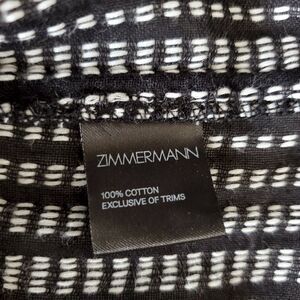 ZIMMERMANN
100% COTTON
EXCLUSIVE OF TRIMS